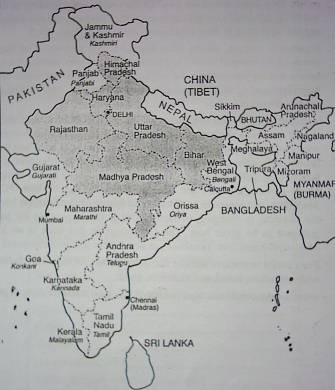 Jammu
& Kashmir
Kashmiri
PAKISTAN
Himachal
Pradesh
Panjab
Panjabi
Haryana
DELHI
CHINA
(TIBET)
NEPAL
Sikkim
BHUTAN
Arunachal
Pradesh
Rajasthan
Uttar
Pradesh
Assam
Nagaland
Bihar
Meghalaya
Manipur
West
Bengal
Bengali
Calcutta
Tripura
Mizoram
Gujarat
Gujarati
Madhya Pradesh
MYANMAR
(BURMA)
BANGLADESH
Maharashtra
Marathi
Mumbai
Orissa
Oriya
Andhra
Pradesh
Telugu
Goa
Konkani
Karnataka
Kannada
Chennai
(Madras)
Kerala
Malayalam
Tamil
Nadu
Tamil
SRI LANKA